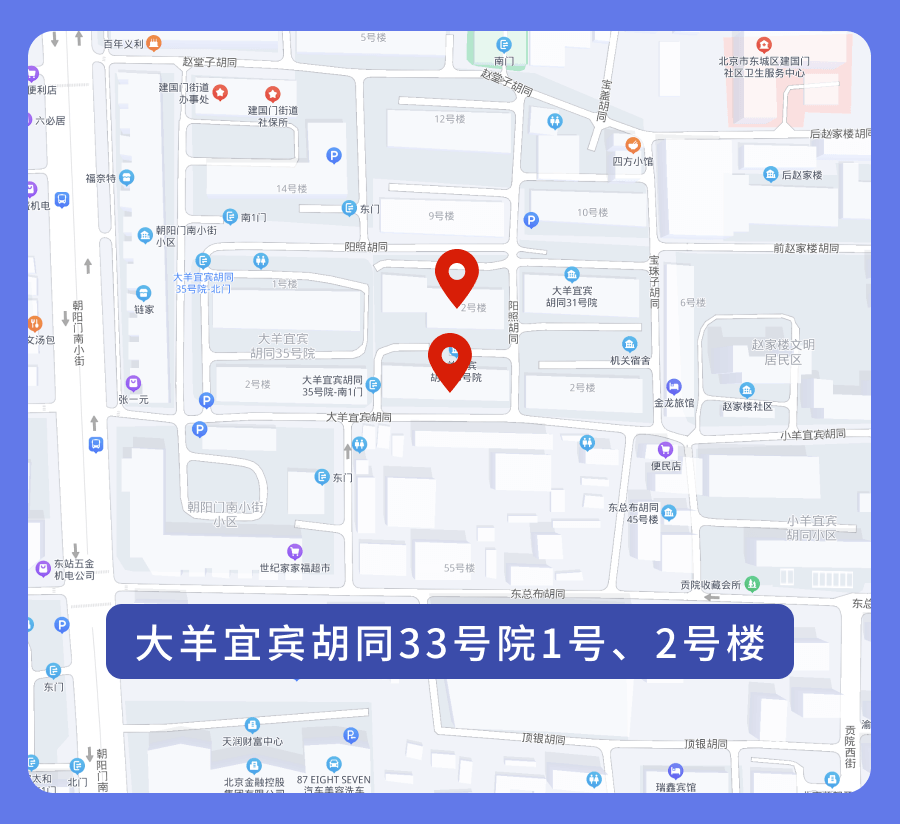 5号楼
百年义利
赵堂子胡同
南门
北京市东城区建国门
社区卫生服务中心
便利店
建国门街道
办事处
建国门街道
社保所
赵堂子胡同
宝盖胡同
六必居
12号楼
后赵家楼胡同
四方小馆
福奈特
14号楼
后赵家楼
机电
南1门
东门
9号楼
10号楼
朝阳门南小街
小区
阳照胡同
前赵家楼胡同
大羊宜宾胡同
35号院-北门
1号楼
宝珠子胡同
大羊宜宾
胡同31号院
链家
2号楼
阳照胡同
6号楼
朝阳门南小街
文汤包
大羊宜宾
胡同35号院
机关宿舍
赵家楼文明
居民区
2号楼
大羊宜宾胡同
35号院-南1门
2号楼
张一元
金龙旅馆
赵家楼社区
大羊宜宾胡同
小羊宜宾胡同
便民店
东门
朝阳门南小街
小区
东总布胡同
45号楼
小羊宜宾
胡同小区
东站五金
机电公司
世纪家家福超市
55号楼
贡院收藏会所
东总布胡同
东总
大羊宜宾胡同33号院1号、2号楼
东门
天润财富中心
顶银胡同
顶银胡同
贡院西街
朝阳门南
太和
北门
北京金融控股
87 EIGHT SEVEN
汽车美容洗车
瑞鑫宾馆